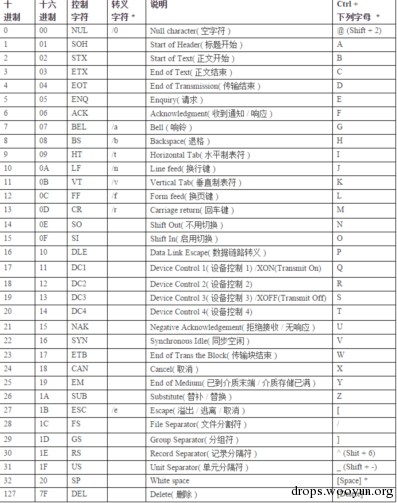 十 十六 控制 转义 说明 Ctrl +
进制 进制 字符 字符 * 下列字母 *
0 00 NUL /0 Null character( 空字符 ) @ (Shift + 2)
1 01 SOH Start of Header( 标题开始 ) A
2 02 STX Start of Text( 正文开始 ) B
3 03 ETX End of Text( 正文结束 ) C
4 04 EOT End of Transmission( 传输结束 ) D
5 05 ENQ Enquiry( 请求 ) E
6 06 ACK Acknowledgment( 收到通知 / 响应 ) F
7 07 BEL /a Bell ( 响铃 ) G
8 08 BS /b Backspace( 退格 ) H
9 09 HT /t Horizontal Tab( 水平制表符 ) I
10 0A LF /n Line feed( 换行键 ) J
11 0B VT /v Vertical Tab( 垂直制表符 ) K
12 0C FF /f Form feed( 换页键 ) L
13 0D CR /r Carriage return( 回车键 ) M
14 0E SO Shift Out( 不用切换 ) N
15 0F SI Shift In( 启用切换 ) O
16 10 DLE Data Link Escape( 数据链路转义 ) P
17 11 DC1 Device Control 1( 设备控制 1) /XON(Transmit On) Q
18 12 DC2 Device Control 2( 设备控制 2) R
19 13 DC3 Device Control 3( 设备控制 3) /XOFF(Transmit Off) S
20 14 DC4 Device Control 4( 设备控制 4) T
21 15 NAK Negative Acknowledgement( 拒绝接收 / 无响应 ) U
22 16 SYN Synchronous Idle( 同步空闲 ) V
23 17 ETB End of Trans the Block( 传输块结束 ) W
24 18 CAN Cancel( 取消 ) X
25 19 EM End of Medium( 已到介质末端 / 介质存储已满 ) Y
26 1A SUB Substitute( 替补 / 替换 ) Z
27 1B ESC /e Escape( 溢出 / 逃离 / 取消 ) [
28 1C FS File Separator( 文件分割符 ) /
29 1D GS Group Separator( 分组符 ) ]
30 1E RS Record Separator( 记录分隔符 ) ^ (Shit + 6)
31 1F US Unit Separator( 单元分隔符 ) _ (Shift + -)
32 20 SP White space [Space] *
127 7F DEL Delete( 删除 )
drops.wooyun.org